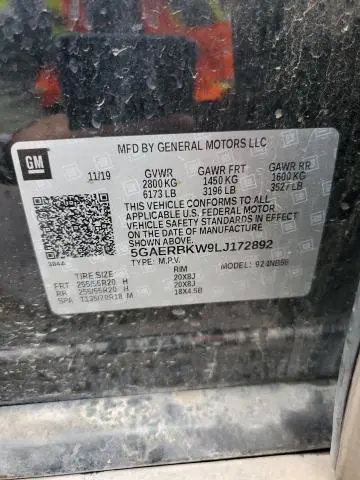 GM
MFD BY GENERAL MOTORS LLC
11/19 GVWR GAWR FRT GAWR RR
2800 KG 1450 KG 1600 KG
6173 LB 3196 LB 3527 LB
THIS VEHICLE CONFORMS TO ALL
APPLICABLE U.S. FEDERAL MOTOR
VEHICLE SAFETY STANDARDS IN EFFECT
ON THE DATE OF MANUFACTURE SHOWN ABOVE.
5GAERBKW9LJ172892
TYPE: M.P.V. MODEL:
TIRE SIZE RIM
FRT 255/55R20 H 20X8J
RR 255/55R20 H 20X8J
SPA T135/70R18 M 18X4.5B